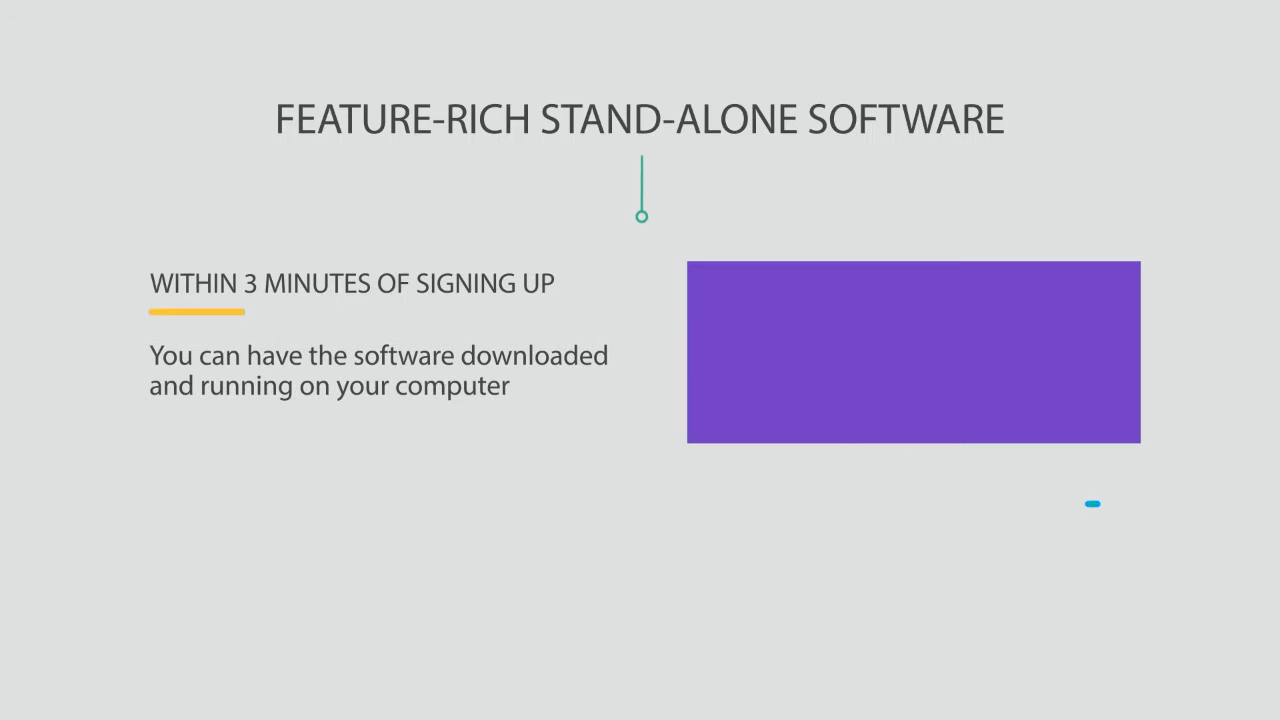 FEATURE-RICH STAND-ALONE SOFTWARE
WITHIN 3 MINUTES OF SIGNING UP
You can have the software downloaded
and running on your computer